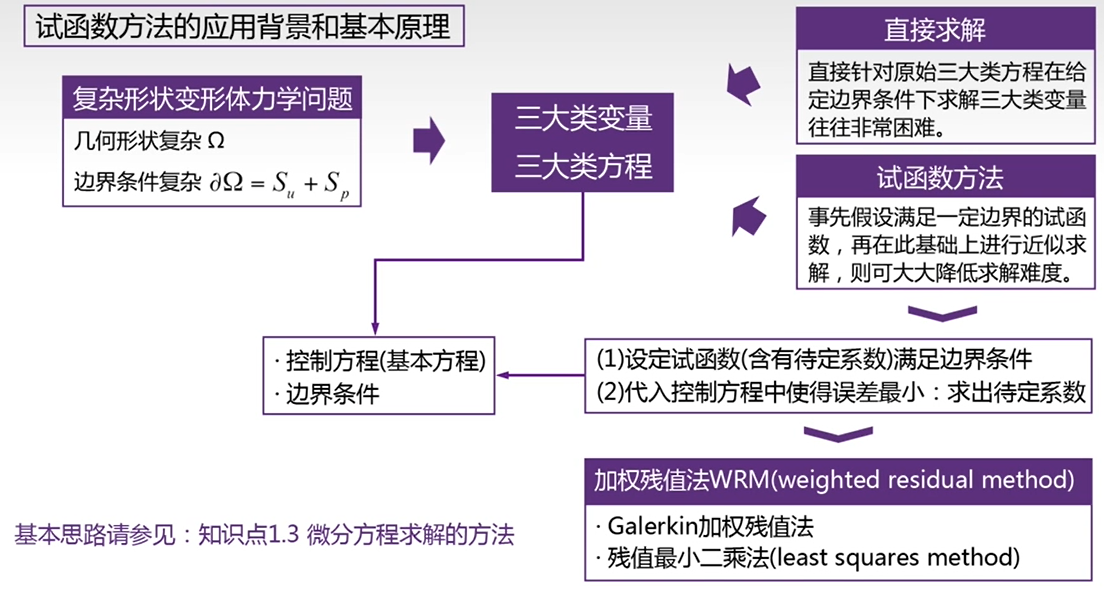 试函数方法的应用背景和基本原理
复杂形状变形体力学问题
几何形状复杂 Ω
边界条件复杂 ∂Ω = Su + Sp
三大类变量
三大类方程
直接求解
直接针对原始三大类方程在给
定边界条件下求解三大类变量
往往非常困难。
试函数方法
事先假设满足一定边界的试函
数，再在此基础上进行近似求
解，则可大大降低求解难度。
· 控制方程(基本方程)
· 边界条件
(1)设定试函数(含有待定系数)满足边界条件
(2)代入控制方程中使得误差最小：求出待定系数
加权残值法WRM(weighted residual method)
· Galerkin加权残值法
· 残值最小二乘法(least squares method)
基本思路请参见：知识点1.3 微分方程求解的方法